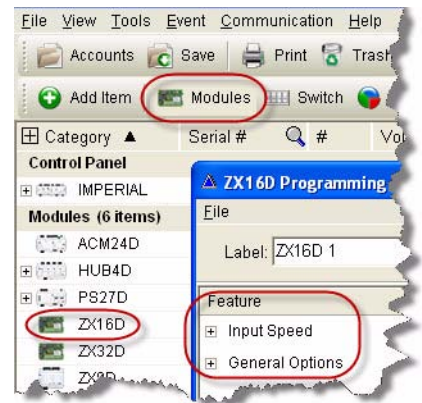 File View Tools Event Communication Help
Accounts Save Print Trash
Add Item Modules Switch
Category Serial # #
Control Panel
IMPERIAL
Modules (6 items)
ACM24D
HUB4D
PS27D
ZX16D
ZX32D
ZX16D Programming
File
Label: ZX16D 1
Feature
Input Speed
General Options